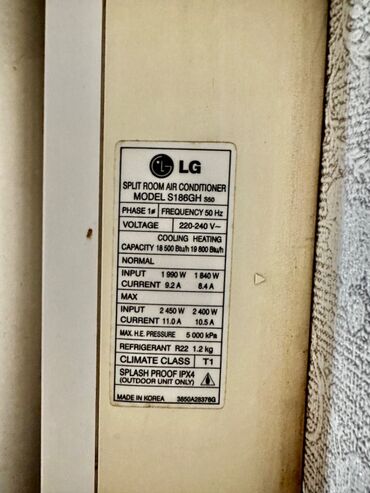 LG
SPLIT ROOM AIR CONDITIONER
MODEL S186GH S50
PHASE 1ø FREQUENCY 50 Hz
VOLTAGE 220-240 V~
COOLING HEATING
CAPACITY 18 500 Btu/h 19 800 Btu/h
NORMAL
INPUT 1 990 W 1 840 W
CURRENT 9.2 A 8.4 A
MAX
INPUT 2 450 W 2 400 W
CURRENT 11.0 A 10.5 A
MAX. H.E. PRESSURE 5 000 kPa
REFRIGERANT R22 1.2 kg
CLIMATE CLASS T1
SPLASH PROOF IPX4
(OUTDOOR UNIT ONLY)
MADE IN KOREA 3850A28376G